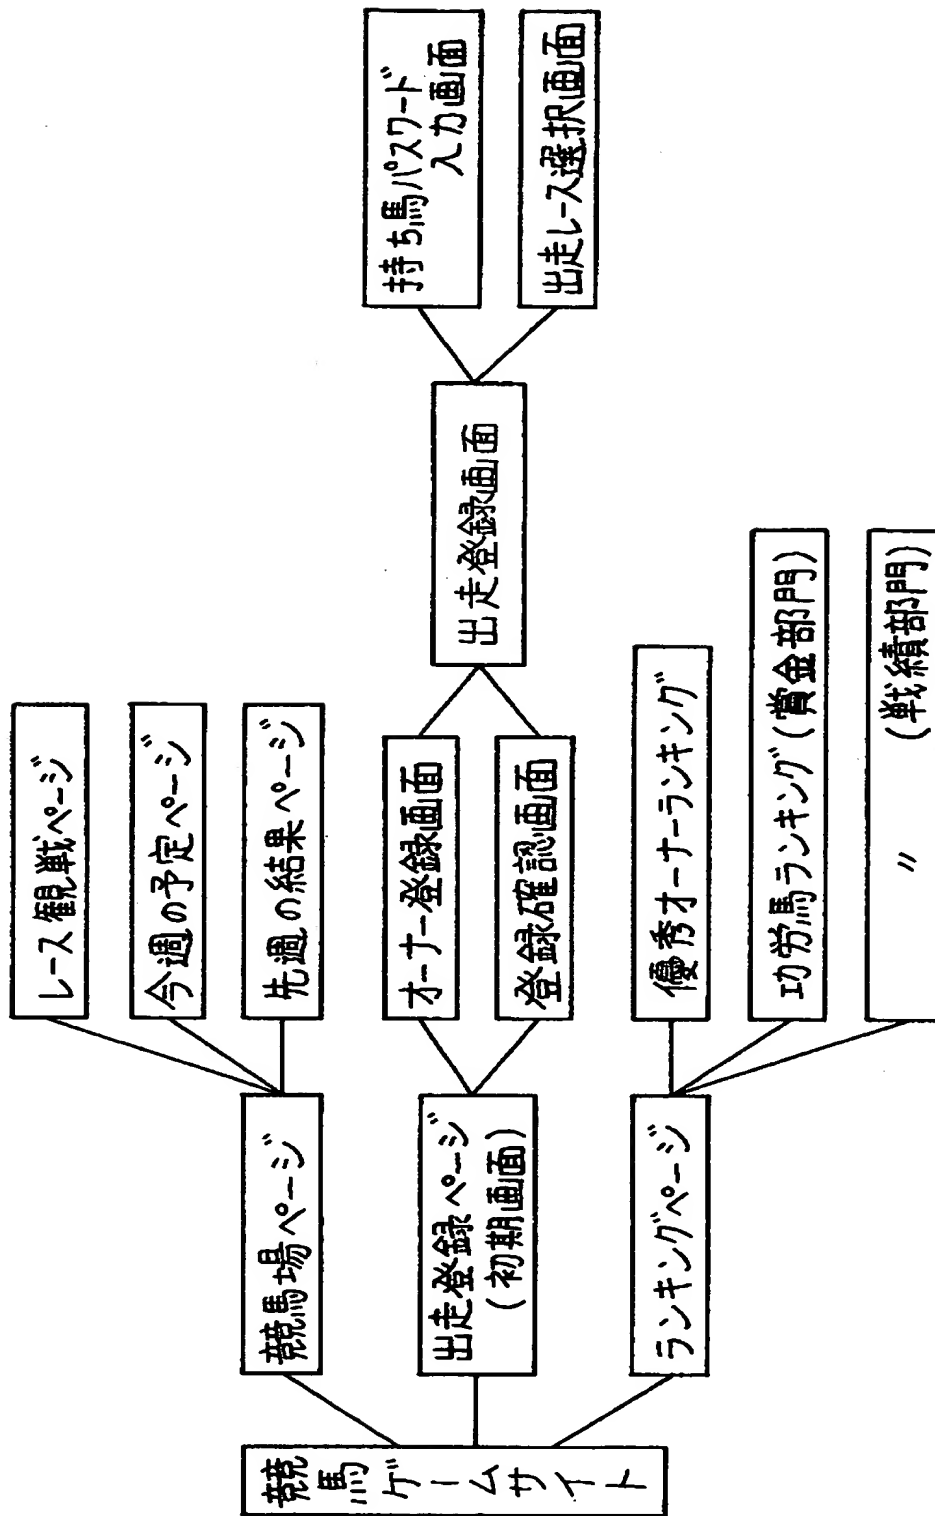 競馬ゲームサイト
競馬場ページ
レース観戦ページ
今週の予定ページ
先週の結果ページ
出走登録ページ
(初期画面)
オーナー登録画面
登録確認画面
出走登録画面
持ち馬パスワード
入力画面
出走レース選択画面
ランキングページ
優秀オーナーランキング
功労馬ランキング(賞金部門)
〃 (戦績部門)